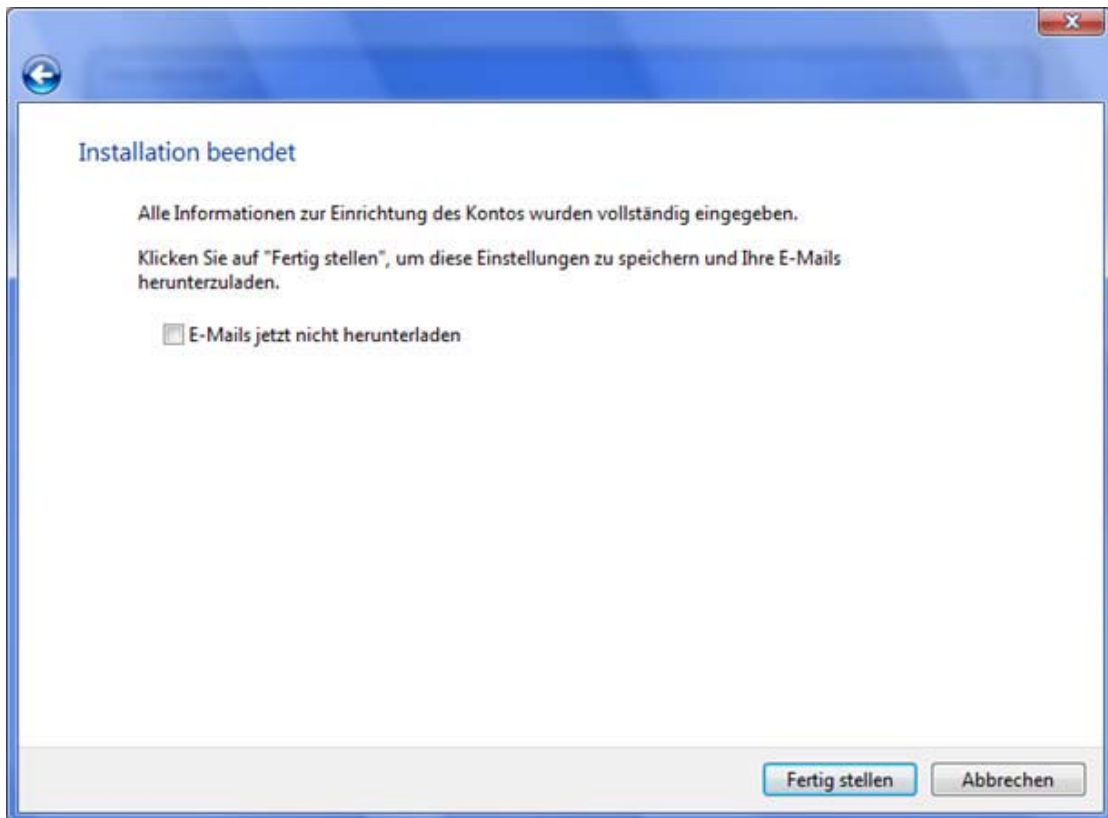 Installation beendet
Alle Informationen zur Einrichtung des Kontos wurden vollständig eingegeben.
Klicken Sie auf "Fertig stellen", um diese Einstellungen zu speichern und Ihre E-Mails
herunterzuladen.
E-Mails jetzt nicht herunterladen
Fertig stellen Abbrechen